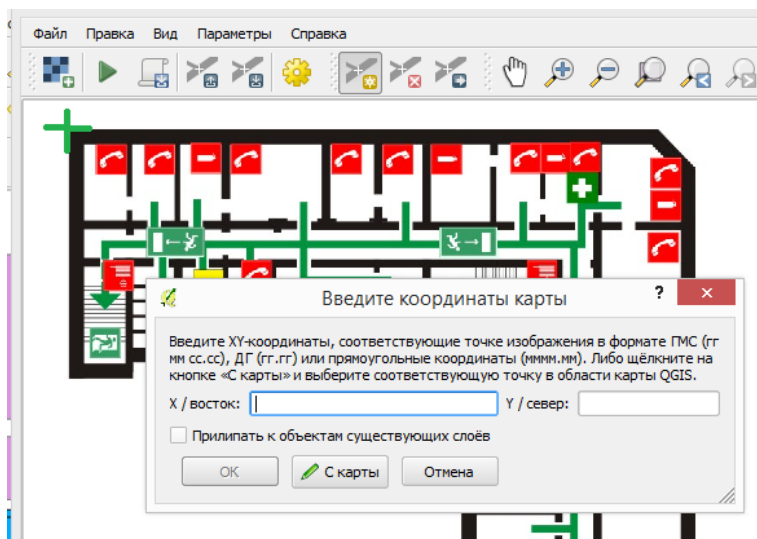 Файл Правка Вид Параметры Справка
Введите координаты карты ? ×
Введите XY-координаты, соответствующие точке изображения в формате ГМС (гг
мм сс.сс), ДГ (гг.гг) или прямоугольные координаты (мммм.мм). Либо щёлкните на
кнопке «С карты» и выберите соответствующую точку в области карты QGIS.
X / восток: Y / север:
Прилипать к объектам существующих слоёв
ОК С карты Отмена